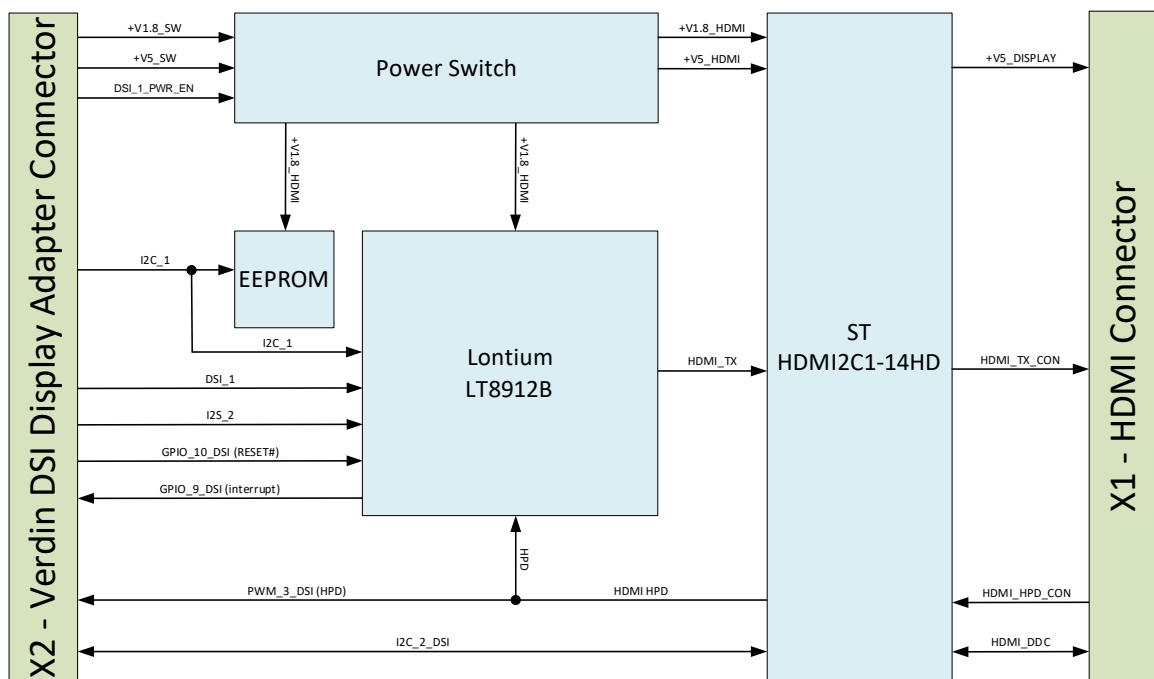 X2 - Verdin DSI Display Adapter Connector
+V1.8_SW
+V5_SW
DSI_1_PWR_EN
Power Switch
+V1.8_HDMI
+V5_HDMI
+V5_DISPLAY
+V1.8_HDMI
+V1.8_HDMI
I2C_1
EEPROM
I2C_1
DSI_1
I2S_2
GPIO_10_DSI (RESET#)
GPIO_9_DSI (interrupt)
Lontium
LT8912B
HDMI_TX
ST
HDMI2C1-14HD
HDMI_TX_CON
HPD
PWM_3_DSI (HPD)
HDMI HPD
HDMI_HPD_CON
I2C_2_DSI
HDMI_DDC
X1 - HDMI Connector